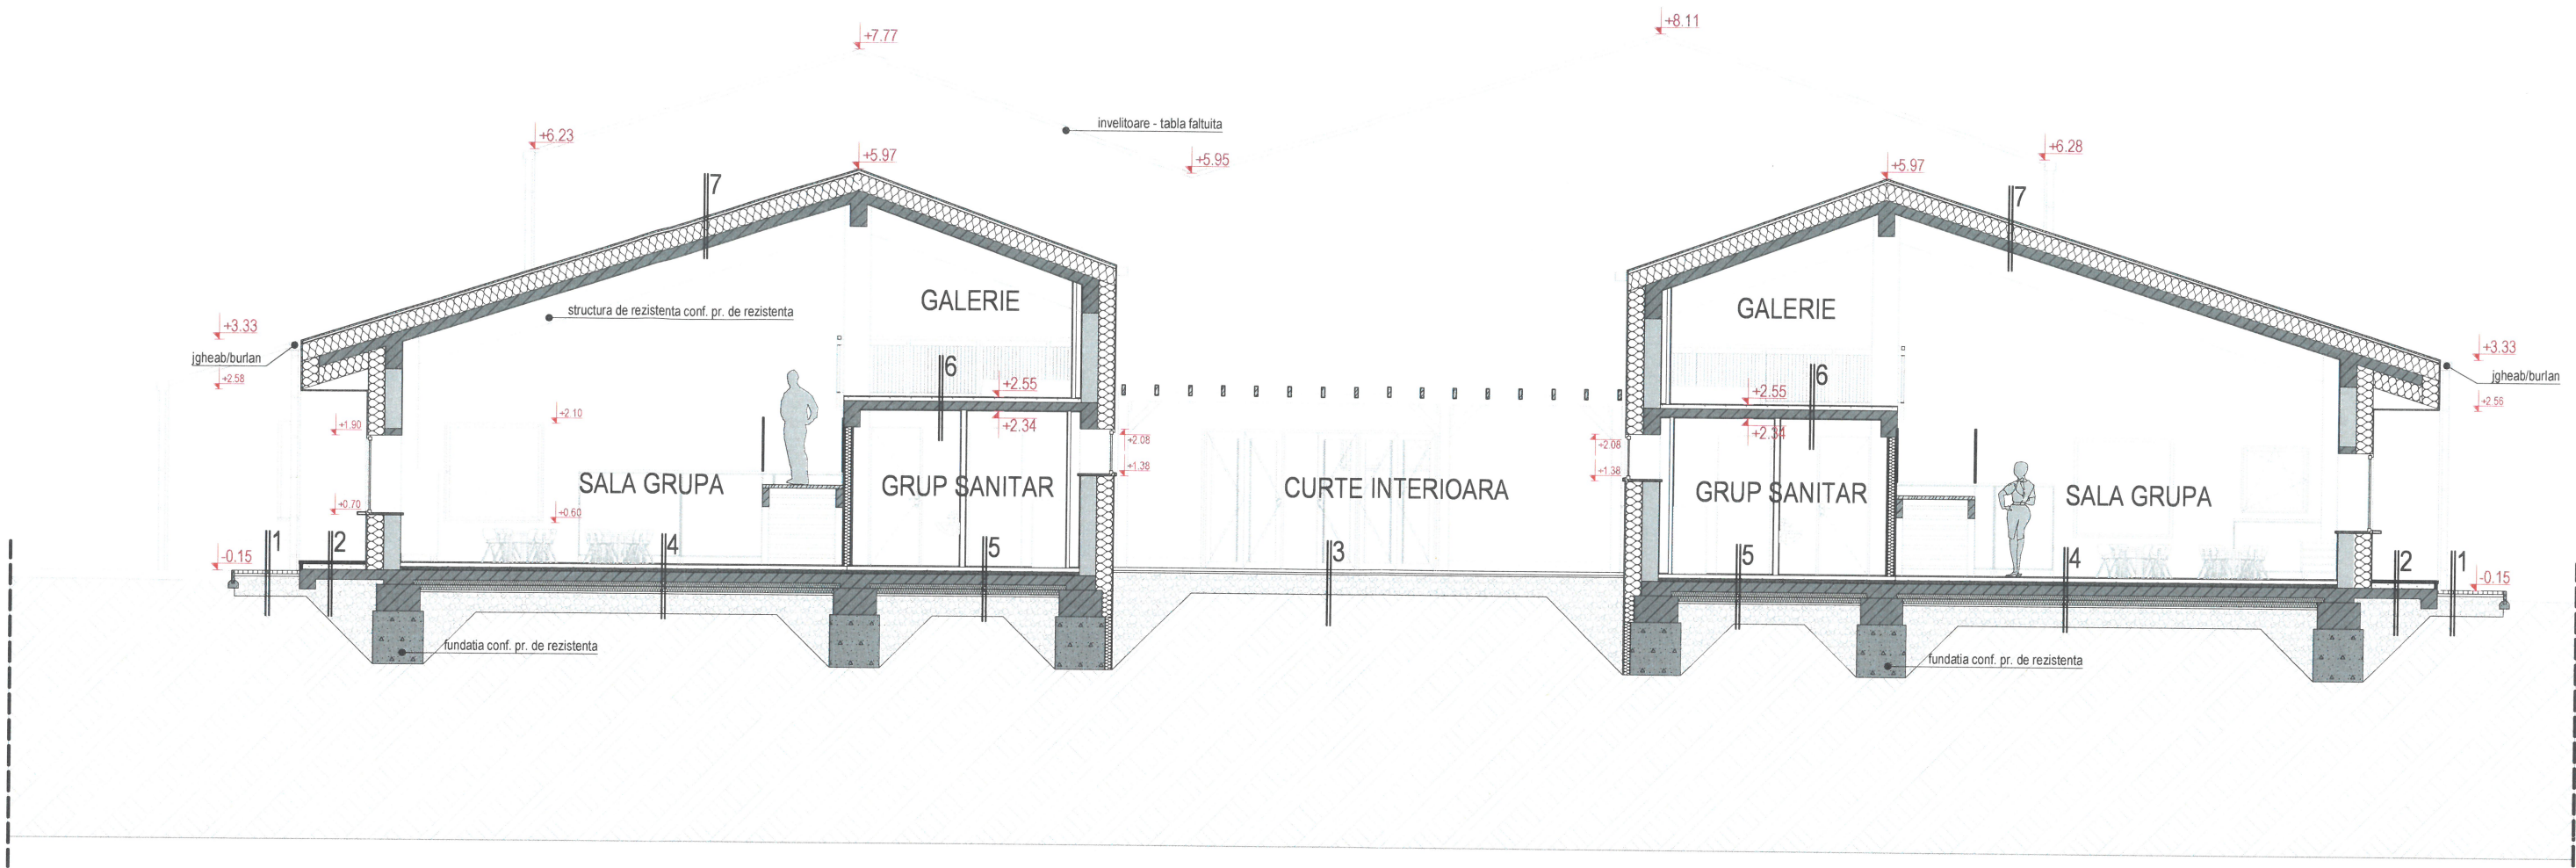 +8.11
+7.77
invelitoare - tabla faltuita
+6.23
+5.97
+5.95
+5.97
+6.28
7
7
GALERIE
GALERIE
structura de rezistenta conf. pr. de rezistenta
+3.33
jgheab/burlan
+2.58
+3.33
jgheab/burlan
+2.56
6
6
+2.55
+2.34
+2.55
+2.34
+2.10
+1.90
+2.08
+1.38
+2.08
+1.38
SALA GRUPA
GRUP SANITAR
CURTE INTERIOARA
GRUP SANITAR
SALA GRUPA
+0.70
+0.60
-0.15
1
2
4
5
3
5
4
2
1
-0.15
fundatia conf. pr. de rezistenta
fundatia conf. pr. de rezistenta